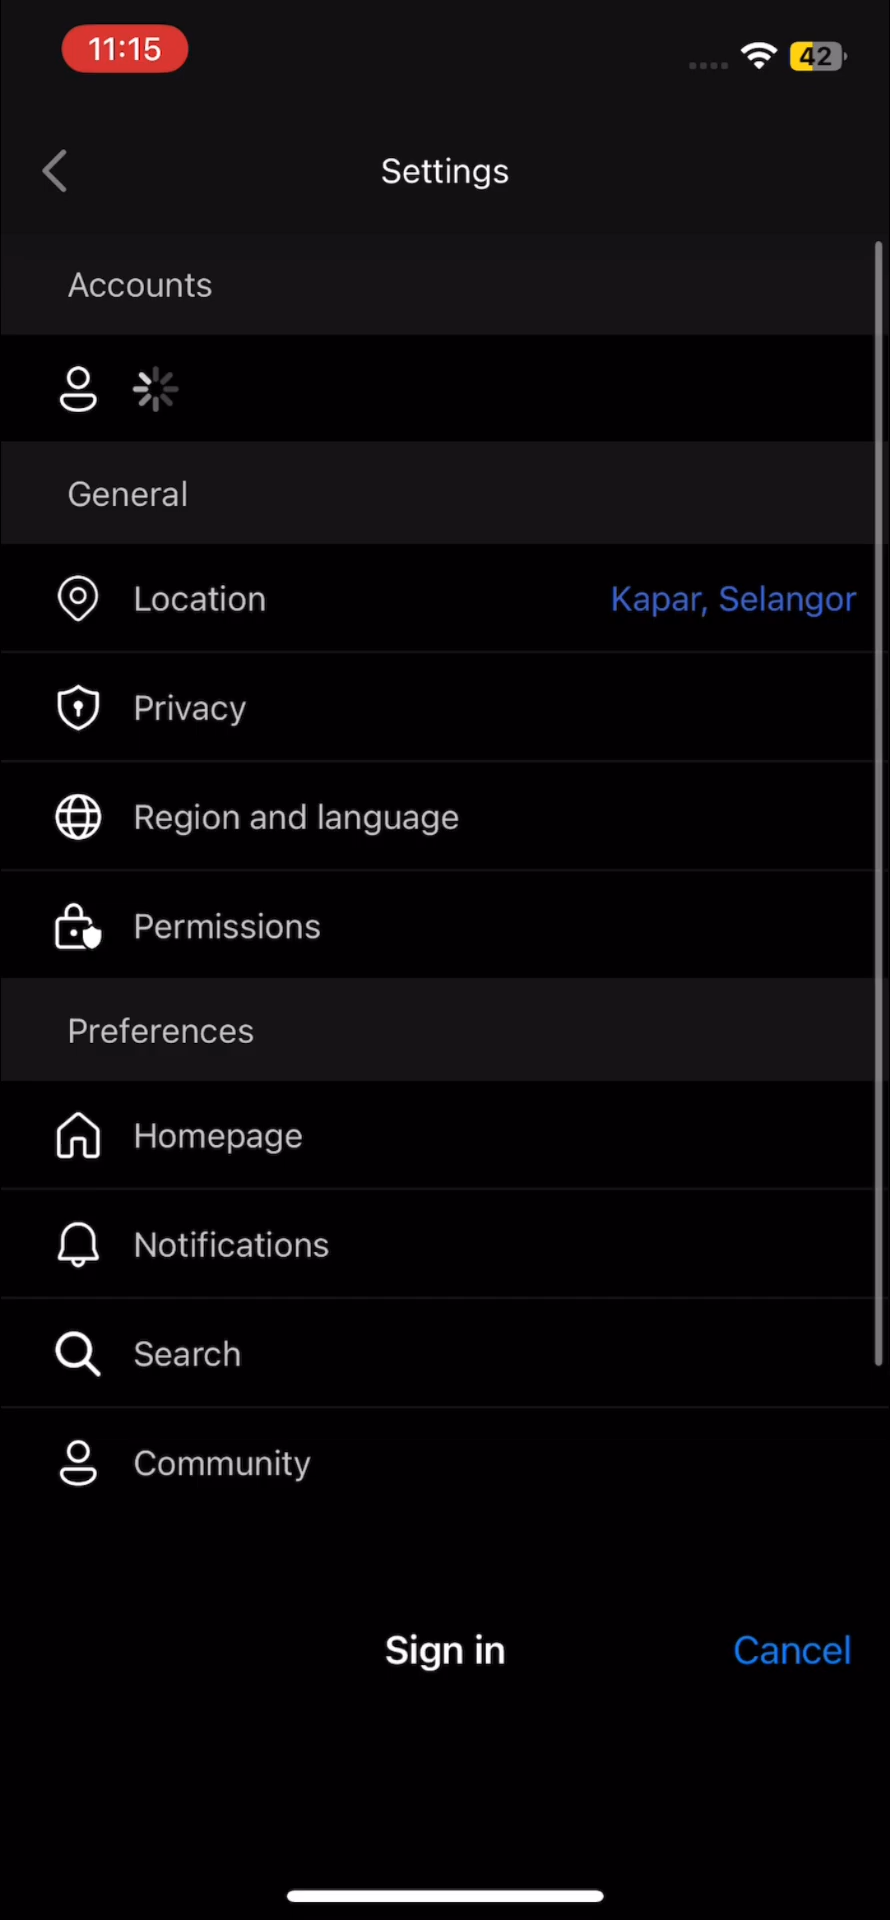 11:15
42
Settings
Accounts
General
Location
Kapar, Selangor
Privacy
Region and language
Permissions
Preferences
Homepage
Notifications
Search
Community
Sign in
Cancel